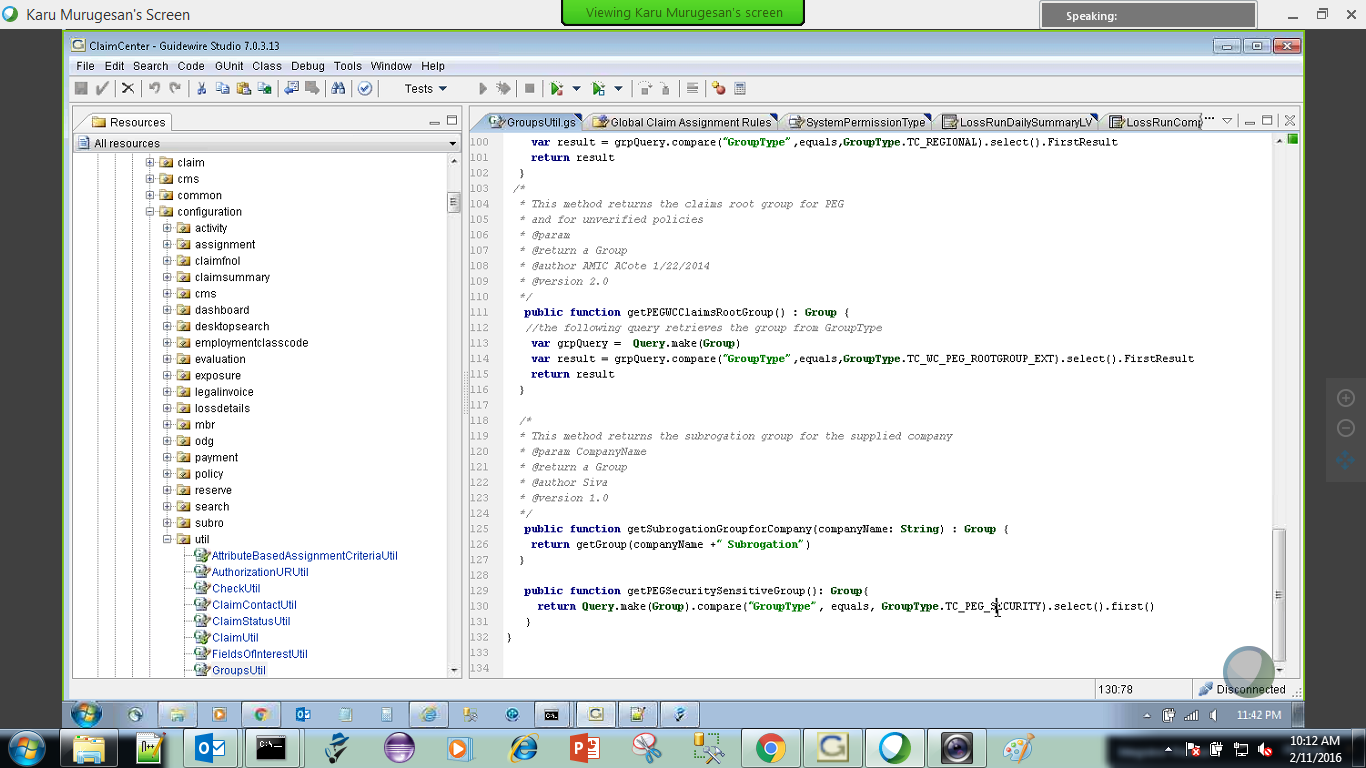 Karu Murugesan's Screen
Viewing Karu Murugesan's screen
Speaking:
ClaimCenter - Guidewire Studio 7.0.3.13
File Edit Search Code GUnit Class Debug Tools Window Help
Tests
Resources
All resources
claim
cms
common
configuration
activity
assignment
claimfnol
claimsummary
cms
dashboard
desktopsearch
employmentclasscode
evaluation
exposure
legalinvoice
lossdetails
mbr
odg
payment
policy
reserve
search
subro
util
AttributeBasedAssignmentCriteriaUtil
AuthorizationURUtil
CheckUtil
ClaimContactUtil
ClaimStatusUtil
ClaimUtil
FieldsOfInterestUtil
GroupsUtil
GroupsUtil.gs Global Claim Assignment Rules SystemPermissionType LossRunDailySummaryLV LossRunComp
100 var result = grpQuery.compare("GroupType",equals,GroupType.TC_REGIONAL).select().FirstResult
101 return result
102 }
103 /*
104 * This method returns the claims root group for PEG
105 * and for unverified policies
106 * @param
107 * @return a Group
108 * @author AMIC ACote 1/22/2014
109 * @version 2.0
110 */
111 public function getPEGWCClaimsRootGroup() : Group {
112 //the following query retrieves the group from GroupType
113 var grpQuery = Query.make(Group)
114 var result = grpQuery.compare("GroupType",equals,GroupType.TC_WC_PEG_ROOTGROUP_EXT).select().FirstResult
115 return result
116 }
117
118 /*
119 * This method returns the subrogation group for the supplied company
120 * @param CompanyName
121 * @return a Group
122 * @author Siva
123 * @version 1.0
124 */
125 public function getSubrogationGroupforCompany(companyName: String) : Group {
126 return getGroup(companyName +" Subrogation")
127 }
128
129 public function getPEGSecuritySensitiveGroup(): Group{
130 return Query.make(Group).compare("GroupType", equals, GroupType.TC_PEG_SECURITY).select().first()
131 }
132 }
133
134
130:78 Disconnected
11:42 PM
10:12 AM
2/11/2016